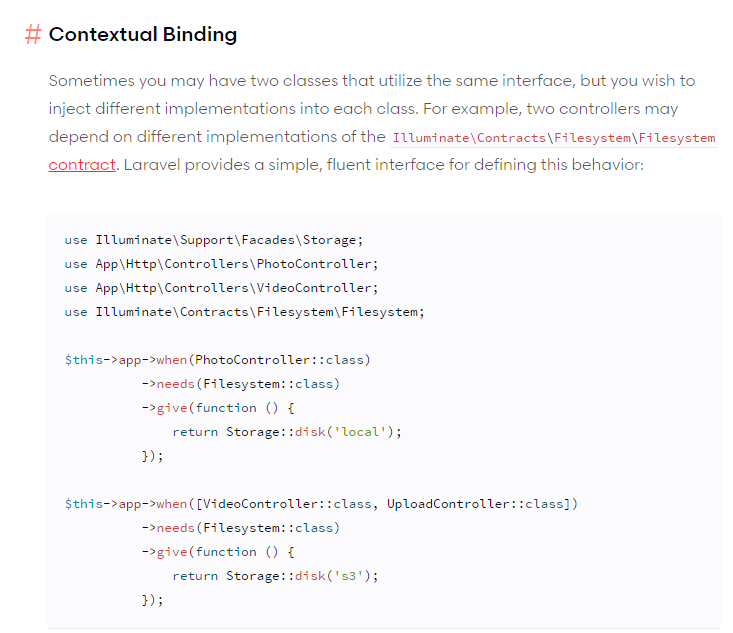 # Contextual Binding
Sometimes you may have two classes that utilize the same interface, but you wish to
inject different implementations into each class. For example, two controllers may
depend on different implementations of the Illuminate\Contracts\Filesystem\Filesystem
contract. Laravel provides a simple, fluent interface for defining this behavior:
use Illuminate\Support\Facades\Storage;
use App\Http\Controllers\PhotoController;
use App\Http\Controllers\VideoController;
use Illuminate\Contracts\Filesystem\Filesystem;
$this->app->when(PhotoController::class)
          ->needs(Filesystem::class)
          ->give(function () {
              return Storage::disk('local');
          });
$this->app->when([VideoController::class, UploadController::class])
          ->needs(Filesystem::class)
          ->give(function () {
              return Storage::disk('s3');
          });